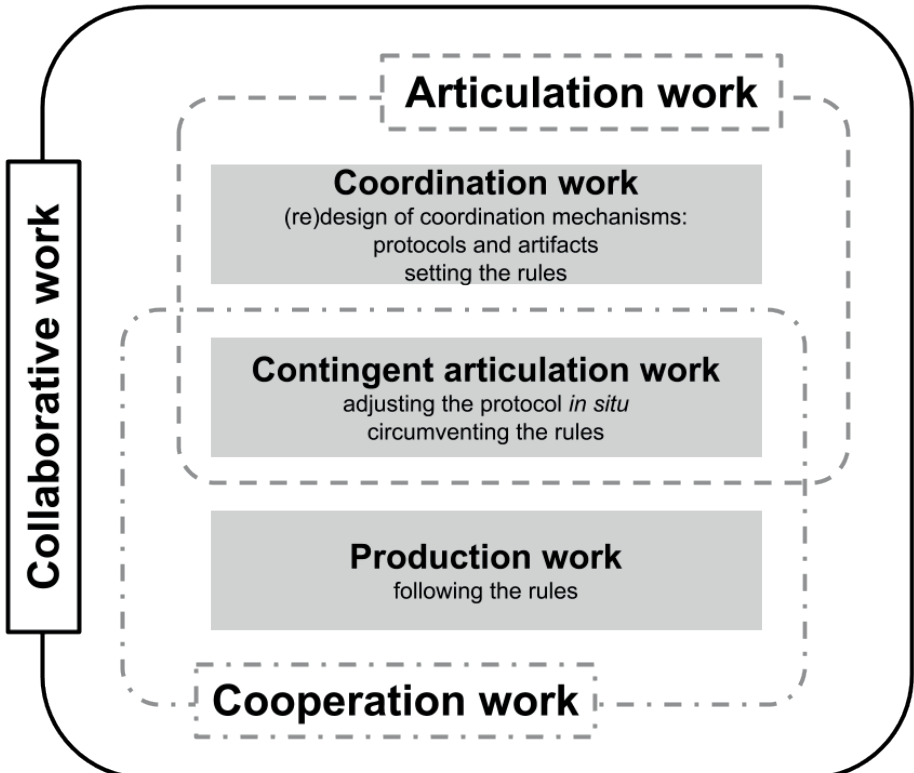 Articulation work
Coordination work
(re)design of coordination mechanisms:
protocols and artifacts
setting the rules
Collaborative work
Contingent articulation work
adjusting the protocol in situ
circumventing the rules
Production work
following the rules
Cooperation work